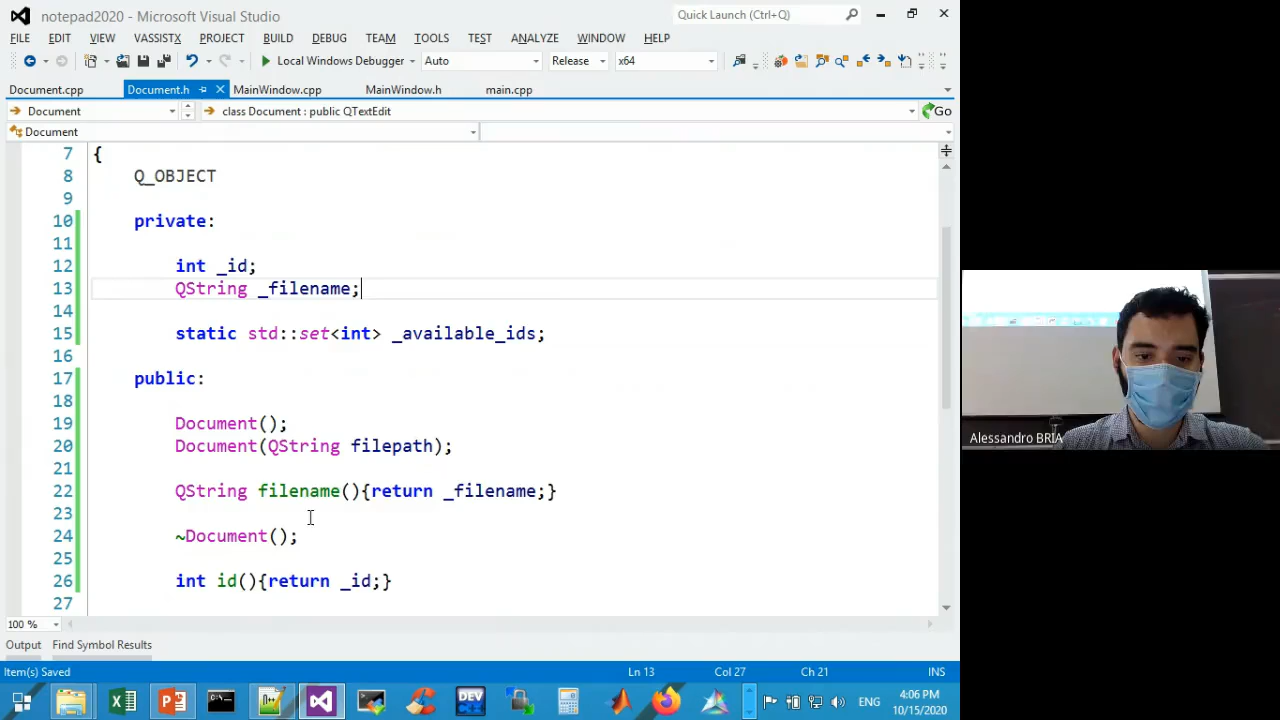 notepad2020 - Microsoft Visual Studio
Quick Launch (Ctrl+Q)
FILE EDIT VIEW VASSISTX PROJECT BUILD DEBUG TEAM TOOLS TEST ANALYZE WINDOW HELP
Local Windows Debugger Auto Release x64
Document.cpp Document.h MainWindow.cpp MainWindow.h main.cpp
Document class Document : public QTextEdit Go
Document
7 {
8 Q_OBJECT
9
10 private:
11
12 int _id;
13 QString _filename;
14
15 static std::set<int> _available_ids;
16
17 public:
18
19 Document();
20 Document(QString filepath);
21
22 QString filename(){return _filename;}
23
24 ~Document();
25
26 int id(){return _id;}
27
100 %
Output Find Symbol Results
Item(s) Saved Ln 13 Col 27 Ch 21 INS
DEV
ENG
4:06 PM
10/15/2020
Alessandro BRIA